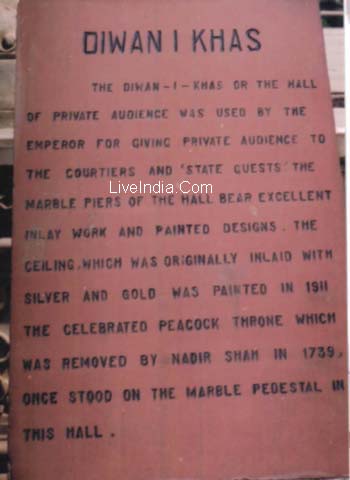 DIWAN I KHAS
THE DIWAN-I-KHAS OR THE HALL
OF PRIVATE AUDIENCE WAS USED BY THE
EMPEROR FOR GIVING PRIVATE AUDIENCE TO
THE COURTIERS AND 'STATE GUESTS' THE
LiveIndia.Com
MARBLE PIERS OF THE HALL BEAR EXCELLENT
INLAY WORK AND PAINTED DESIGNS. THE
CEILING, WHICH WAS ORIGINALLY INLAID WITH
SILVER AND GOLD WAS PAINTED IN 1911
THE CELEBRATED PEACOCK THRONE WHICH
WAS REMOVED BY NADIR SHAH IN 1739,
ONCE STOOD ON THE MARBLE PEDESTAL IN
THIS HALL.